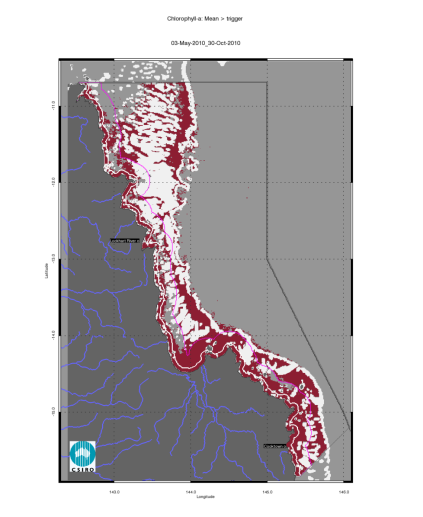 Chlorophyll-a: Mean > trigger
03-May-2010_30-Oct-2010
-11.0
-12.0
-13.0
-14.0
-15.0
Latitude
CSIRO
143.0 144.0 145.0 146.0
Longitude